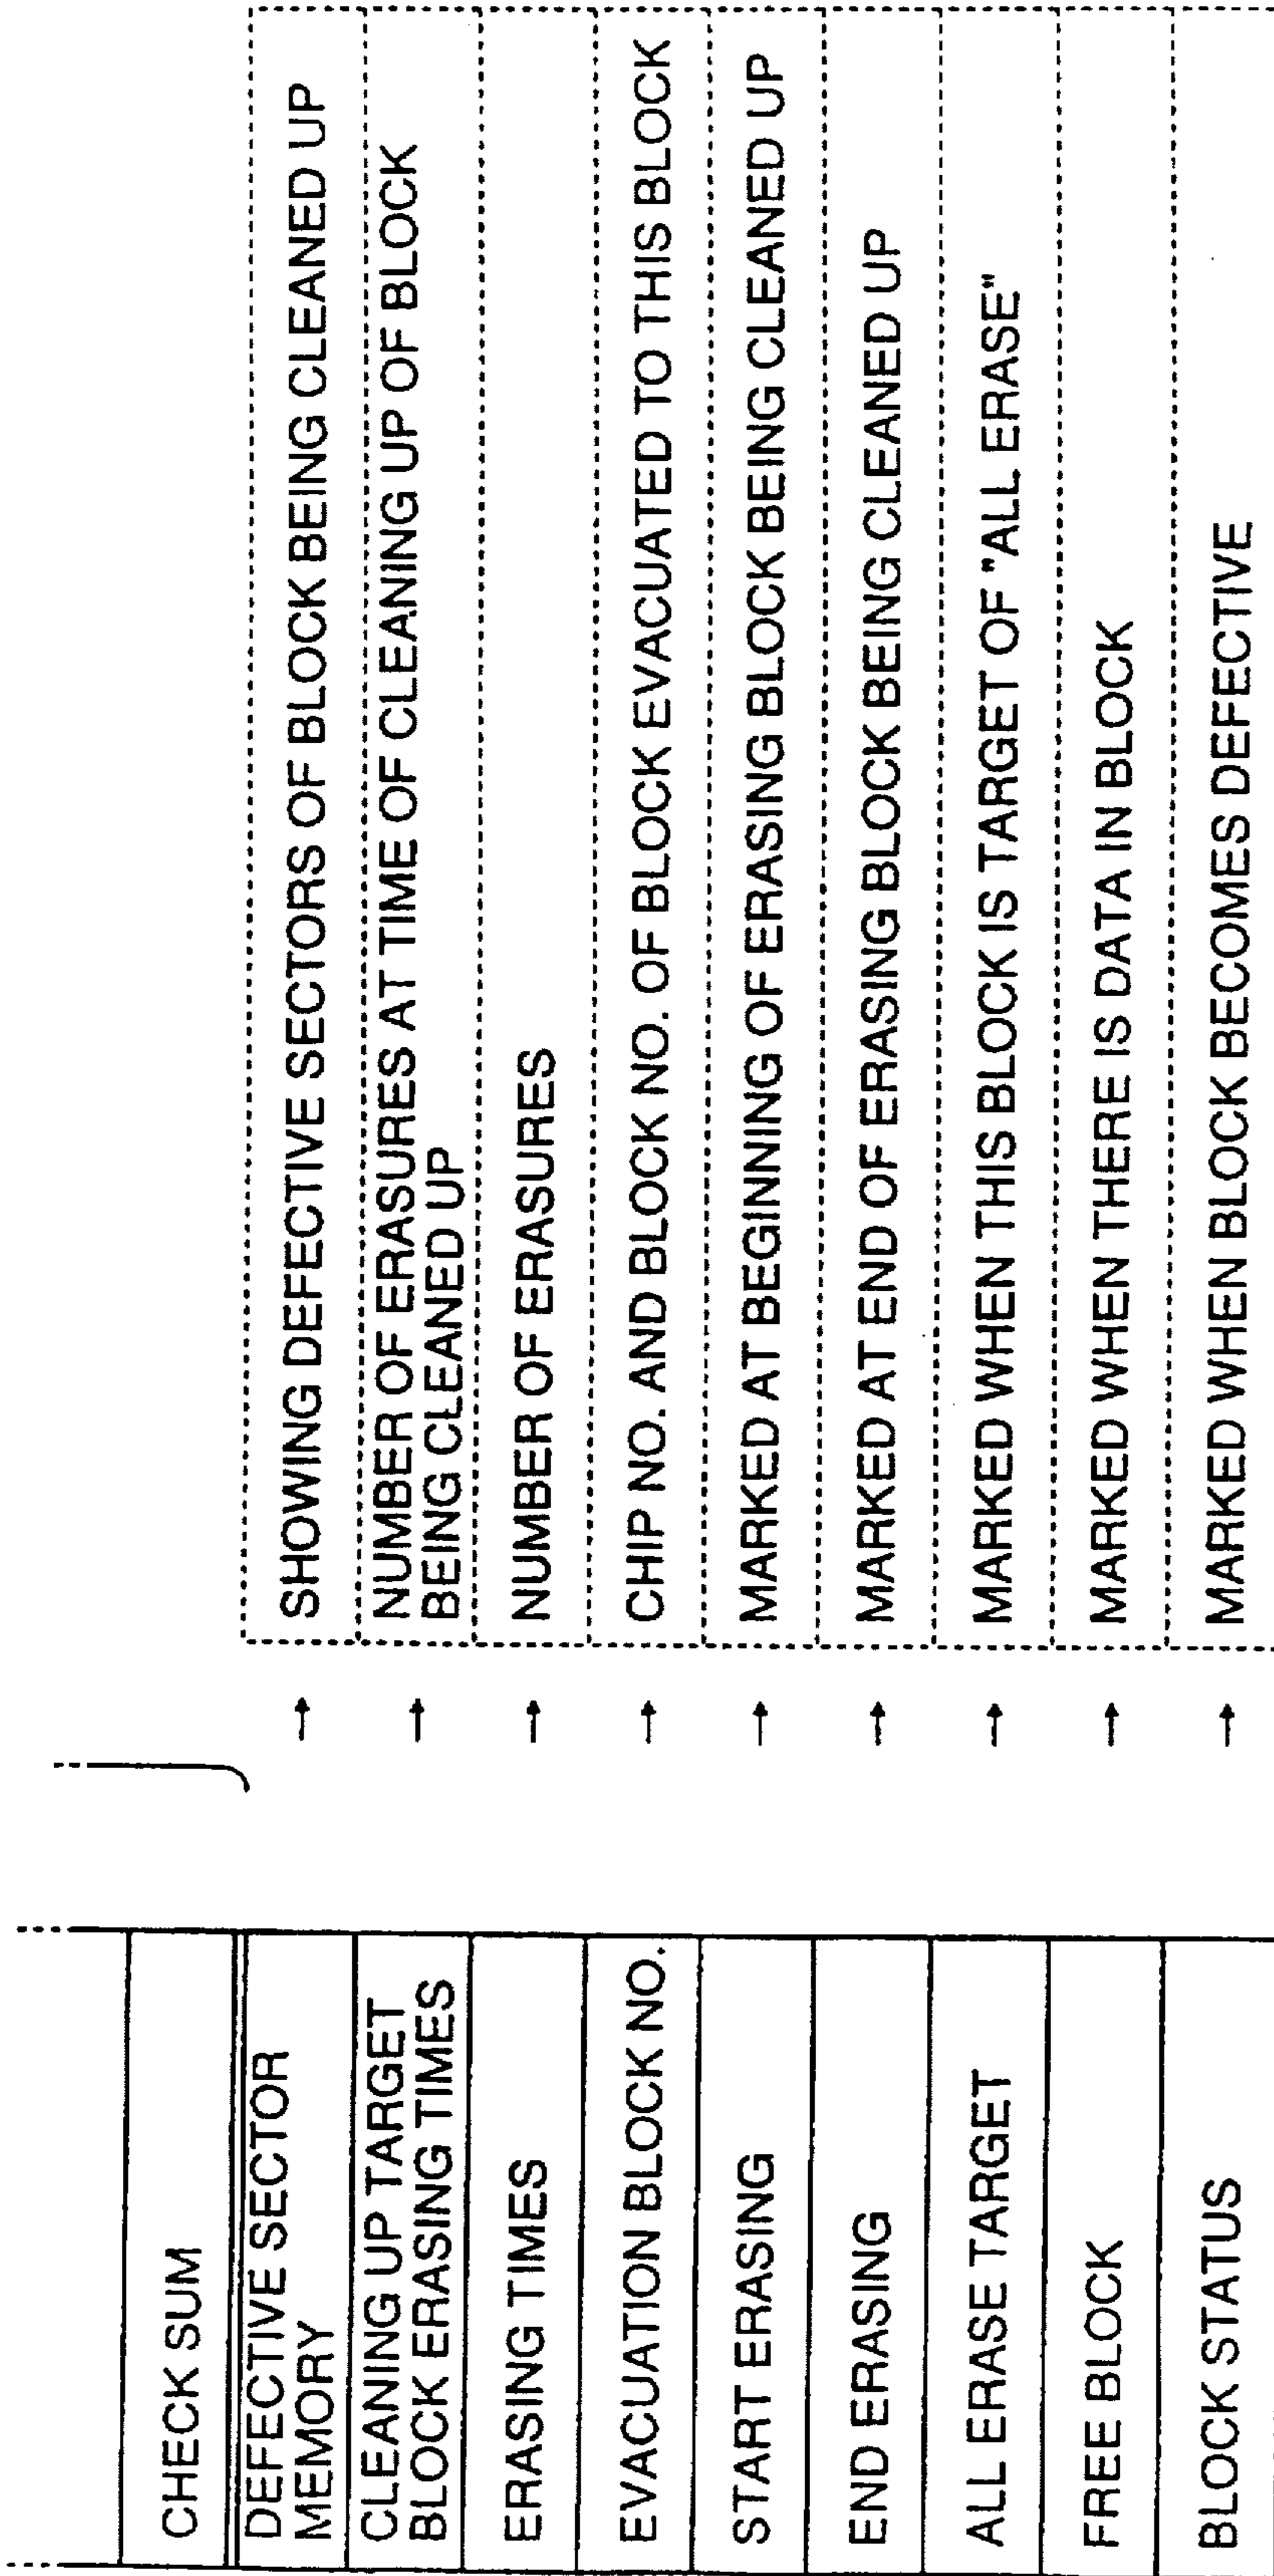 CHECK SUM
DEFECTIVE SECTOR
MEMORY
→ SHOWING DEFECTIVE SECTORS OF BLOCK BEING CLEANED UP
CLEANING UP TARGET
BLOCK ERASING TIMES
→ NUMBER OF ERASURES AT TIME OF CLEANING UP OF BLOCK
BEING CLEANED UP
ERASING TIMES → NUMBER OF ERASURES
EVACUATION BLOCK NO. → CHIP NO. AND BLOCK NO. OF BLOCK EVACUATED TO THIS BLOCK
START ERASING → MARKED AT BEGINNING OF ERASING BLOCK BEING CLEANED UP
END ERASING → MARKED AT END OF ERASING BLOCK BEING CLEANED UP
ALL ERASE TARGET → MARKED WHEN THIS BLOCK IS TARGET OF "ALL ERASE"
FREE BLOCK → MARKED WHEN THERE IS DATA IN BLOCK
BLOCK STATUS → MARKED WHEN BLOCK BECOMES DEFECTIVE